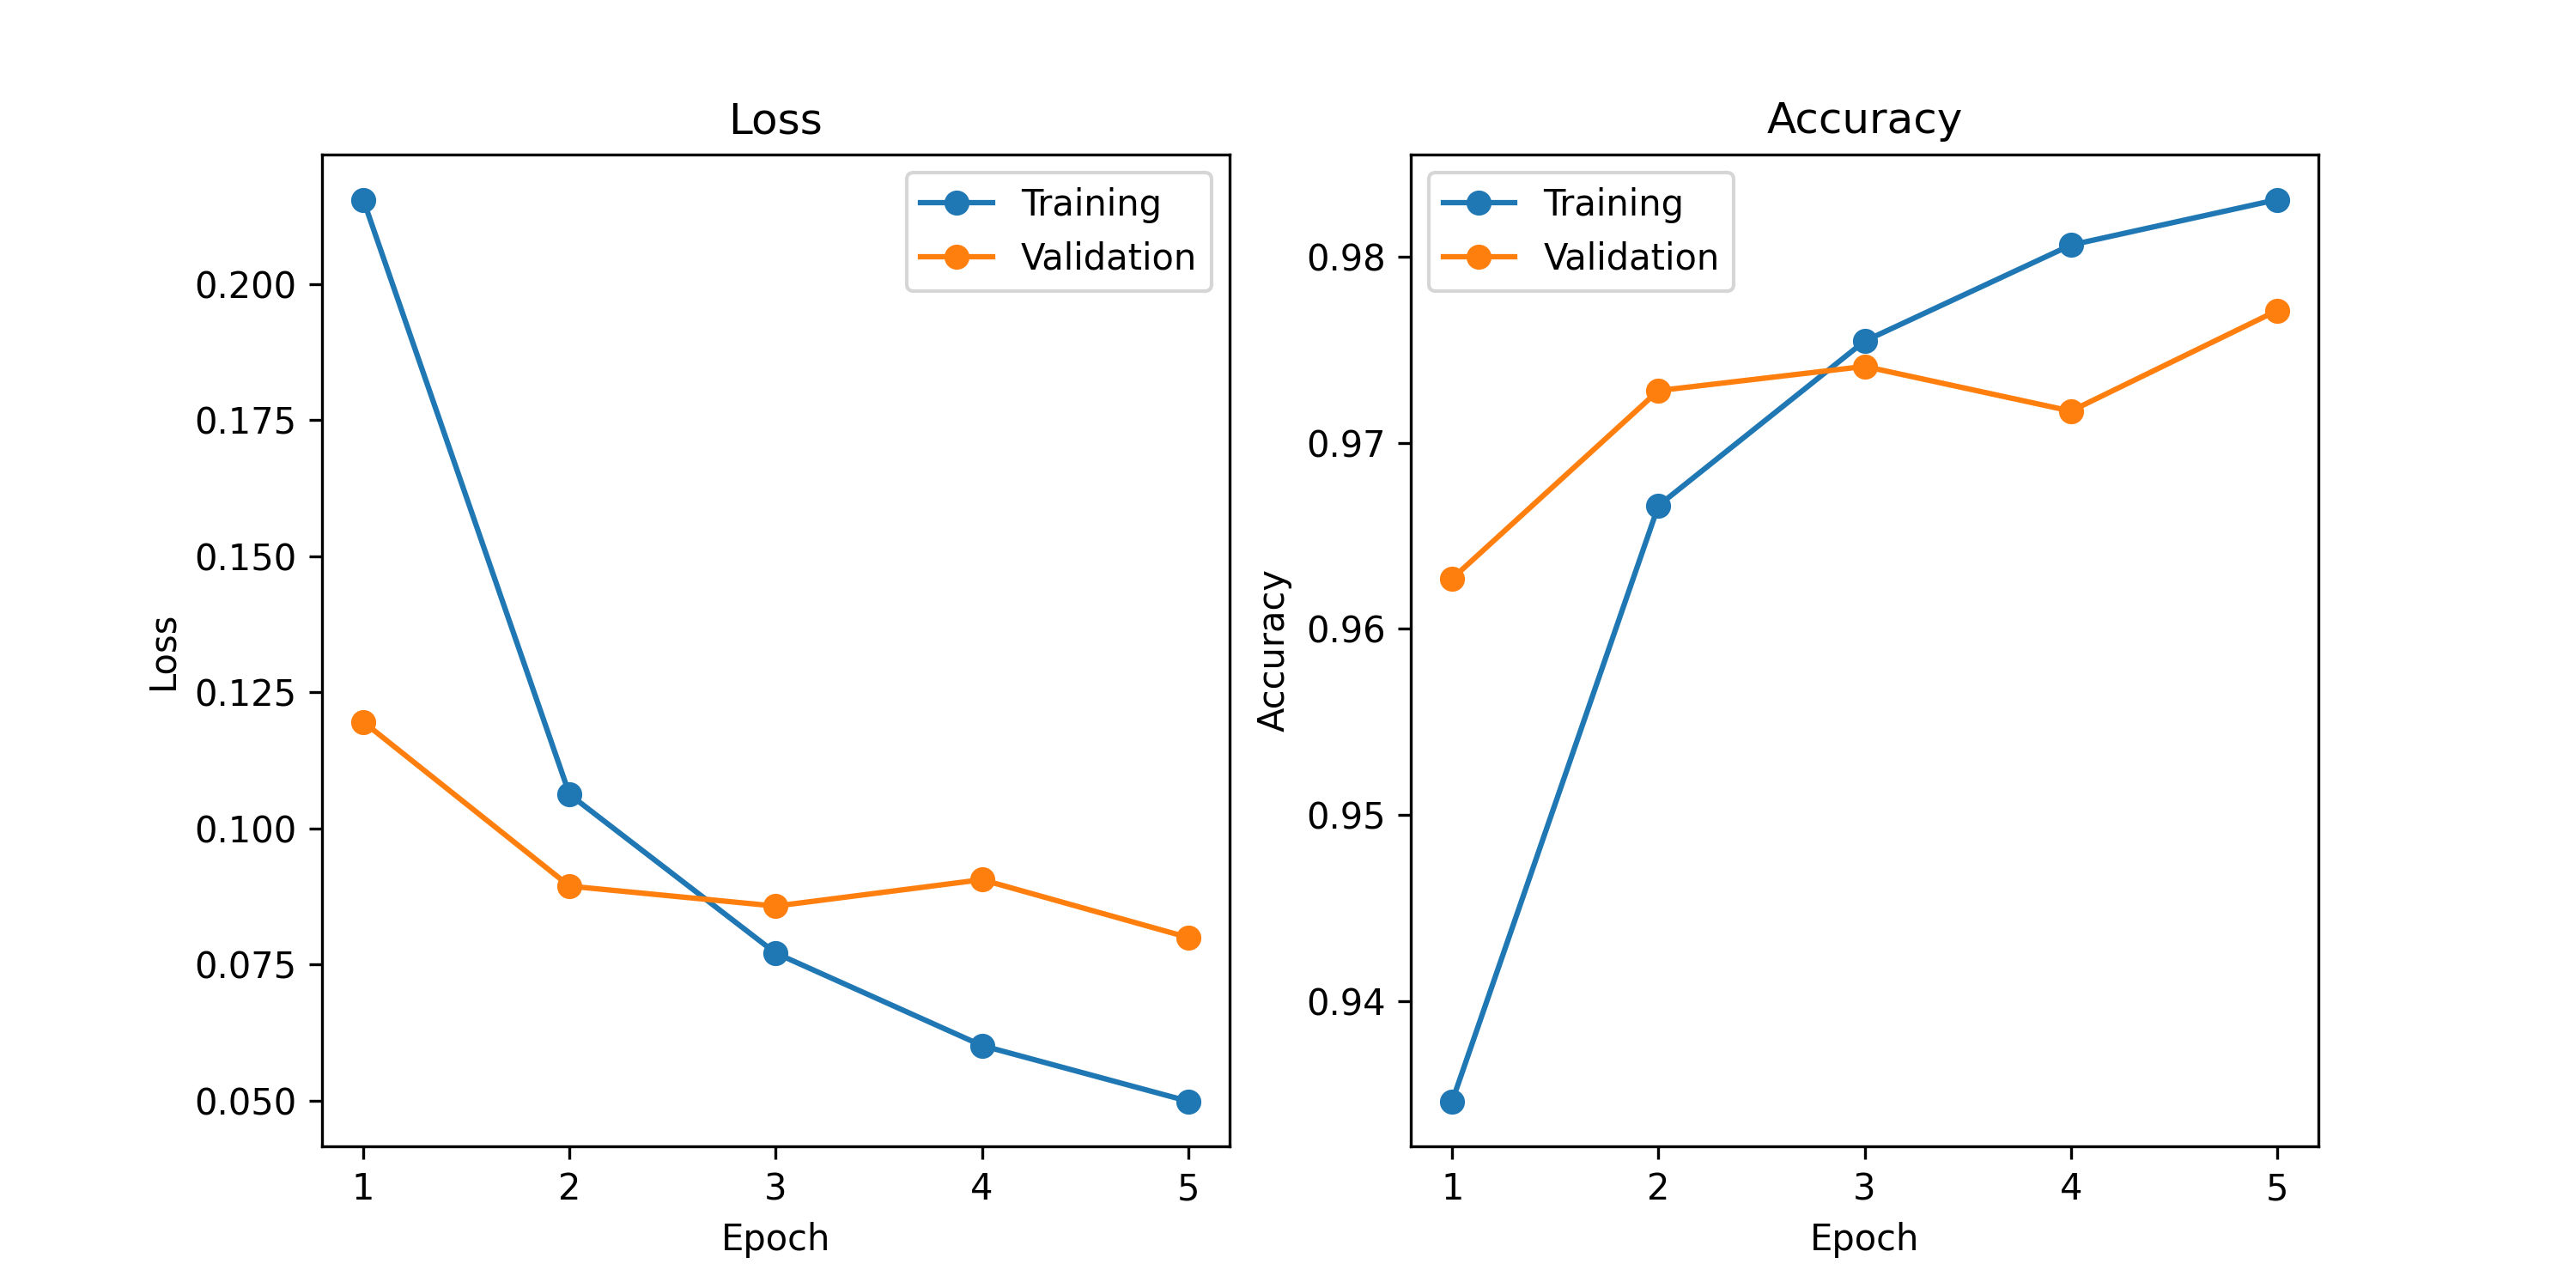 Loss
Training
Validation
0.200
0.175
0.150
0.125
0.100
0.075
0.050
Loss
1 2 3 4 5
Epoch
Accuracy
Training
Validation
0.98
0.97
0.96
0.95
0.94
Accuracy
1 2 3 4 5
Epoch